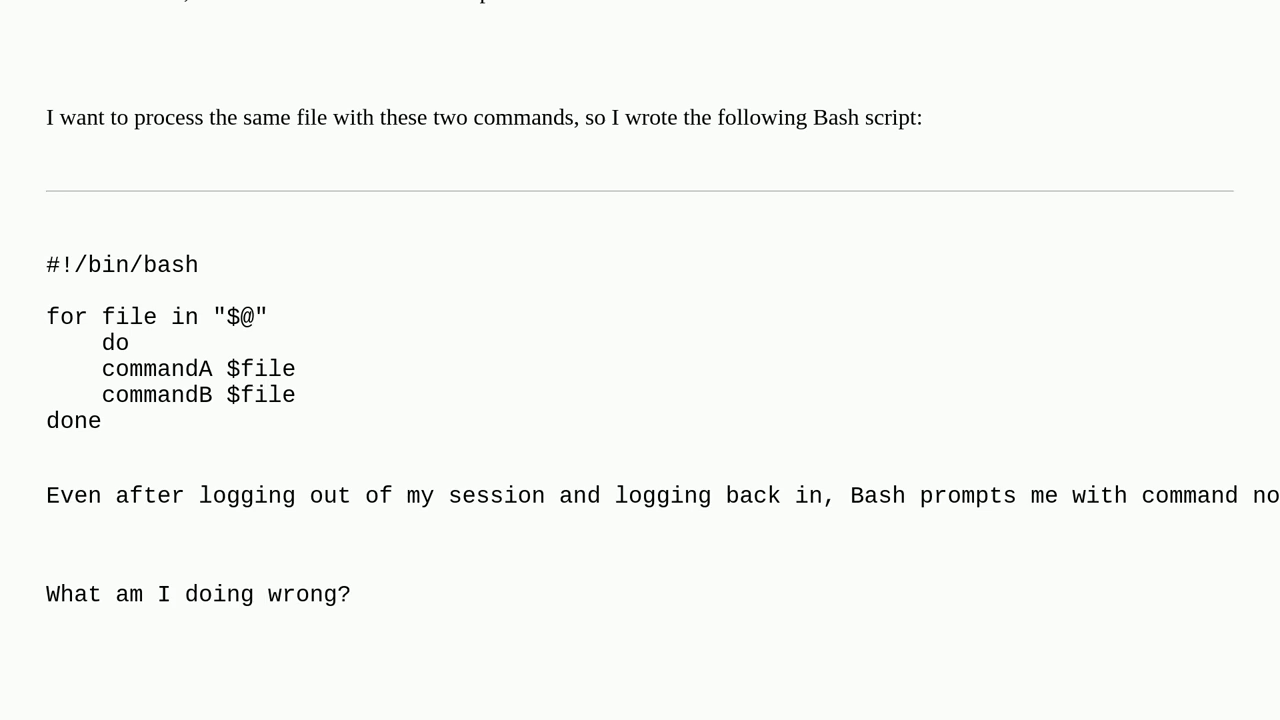 I want to process the same file with these two commands, so I wrote the following Bash script:
#!/bin/bash
for file in "$@"
    do
    commandA $file
    commandB $file
done
Even after logging out of my session and logging back in, Bash prompts me with command no
What am I doing wrong?